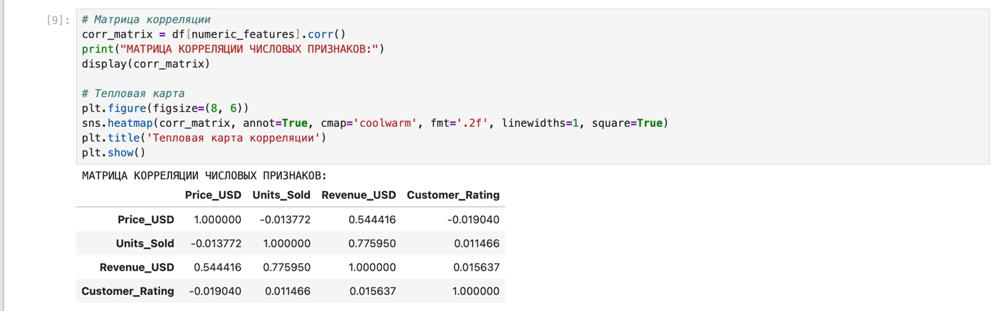 [9]:
# Матрица корреляции
corr_matrix = df[numeric_features].corr()
print("МАТРИЦА КОРРЕЛЯЦИИ ЧИСЛОВЫХ ПРИЗНАКОВ:")
display(corr_matrix)
# Тепловая карта
plt.figure(figsize=(8, 6))
sns.heatmap(corr_matrix, annot=True, cmap='coolwarm', fmt='.2f', linewidths=1, square=True)
plt.title('Тепловая карта корреляции')
plt.show()
МАТРИЦА КОРРЕЛЯЦИИ ЧИСЛОВЫХ ПРИЗНАКОВ:
Price_USD Units_Sold Revenue_USD Customer_Rating
Price_USD 1.000000 -0.013772 0.544416 -0.019040
Units_Sold -0.013772 1.000000 0.775950 0.011466
Revenue_USD 0.544416 0.775950 1.000000 0.015637
Customer_Rating -0.019040 0.011466 0.015637 1.000000